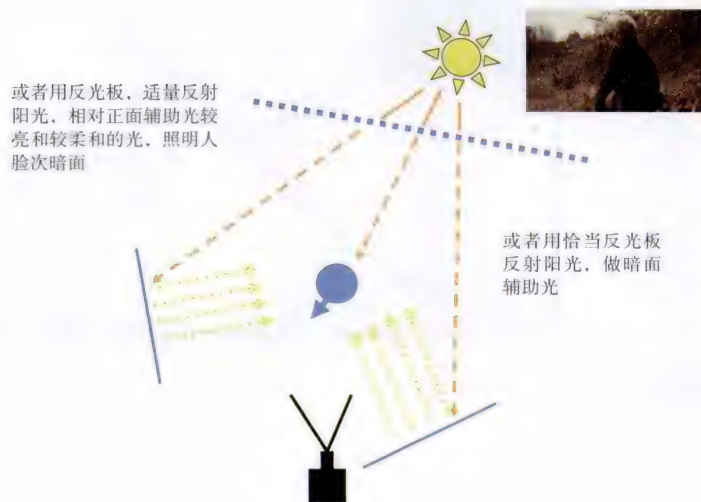 或者用反光板，适量反射
阳光，相对正面辅助光较
亮和较柔和的光，照明人
脸次暗面
或者用恰当反光板
反射阳光，做暗面
辅助光